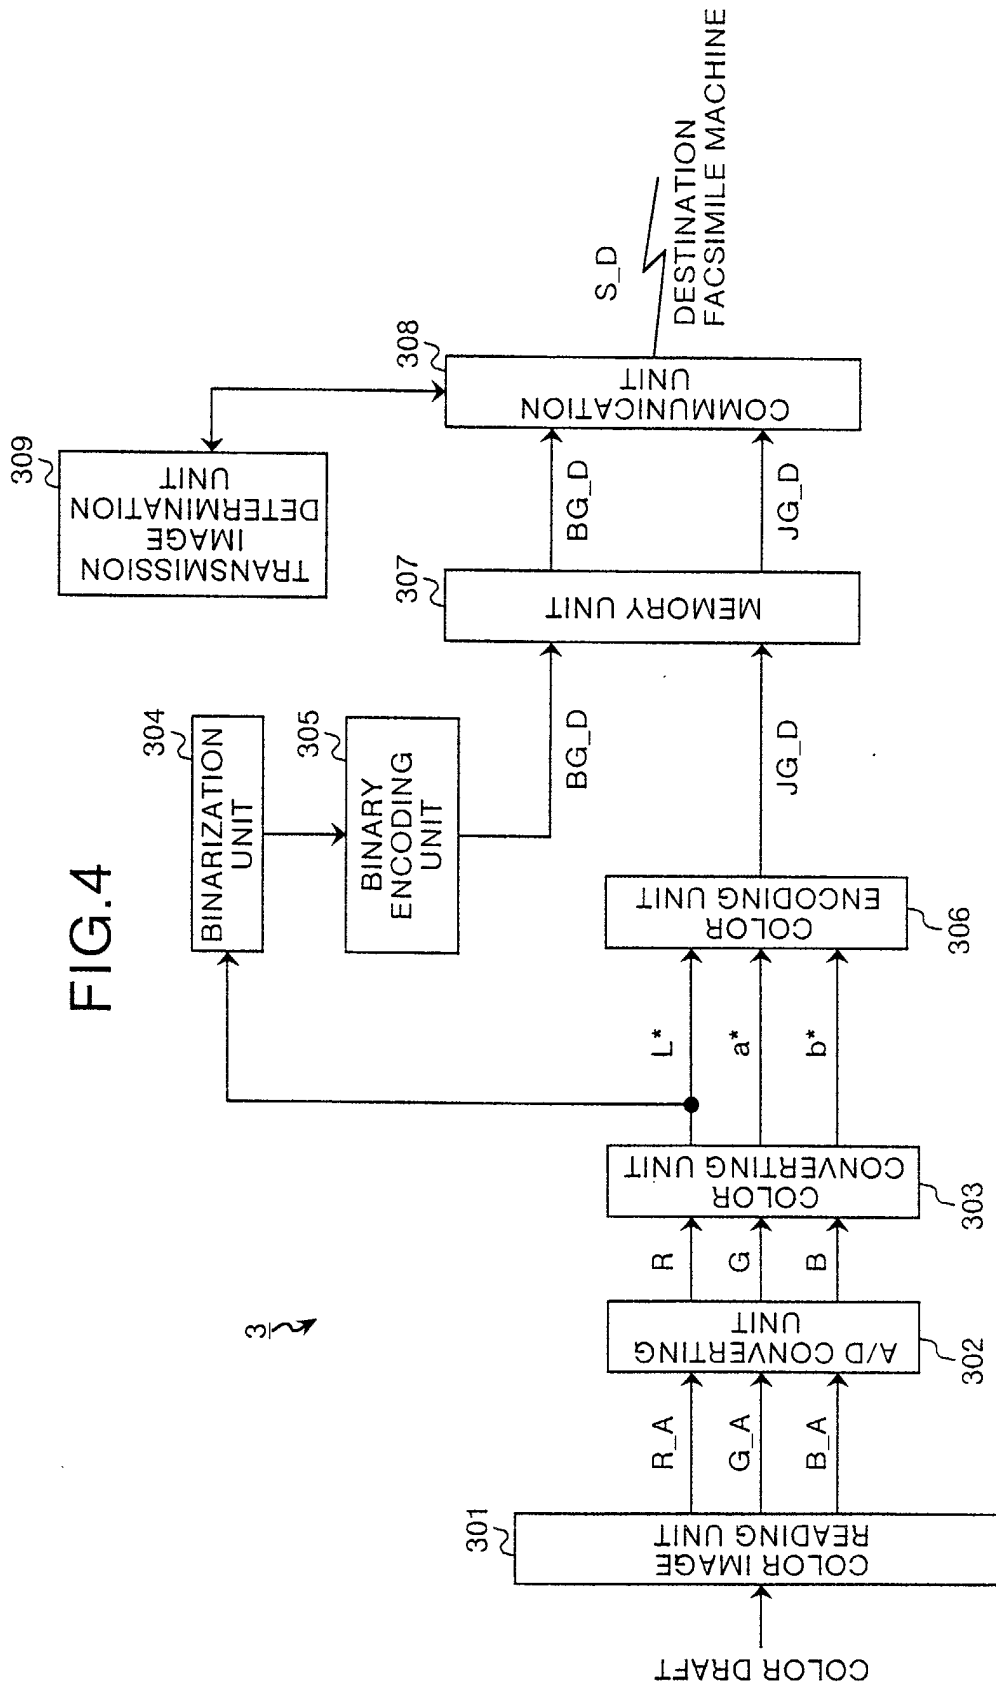 FIG.4
3
COLOR DRAFT
301
COLOR IMAGE
READING UNIT
R_A
G_A
B_A
302
A/D CONVERTING
UNIT
R
G
B
303
COLOR
CONVERTING UNIT
L*
a*
b*
304
BINARIZATION
UNIT
305
BINARY
ENCODING
UNIT
306
COLOR
ENCODING UNIT
BG_D
JG_D
307
MEMORY UNIT
BG_D
JG_D
309
TRANSMISSION
IMAGE
DETERMINATION
UNIT
308
COMMUNICATION
UNIT
S_D
DESTINATION
FACSIMILE MACHINE